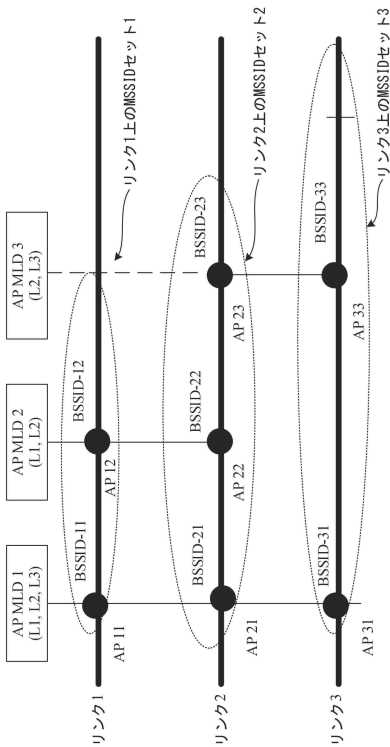 AP MLD 1
(L1, L2, L3)
AP MLD 2
(L1, L2)
AP MLD 3
(L2, L3)
リンク1
BSSID-11
AP 11
BSSID-12
AP 12
リンク1上のMSSIDセット1
リンク2
BSSID-21
AP 21
BSSID-22
AP 22
BSSID-23
AP 23
リンク2上のMSSIDセット2
リンク3
BSSID-31
AP 31
BSSID-33
AP 33
リンク3上のMSSIDセット3